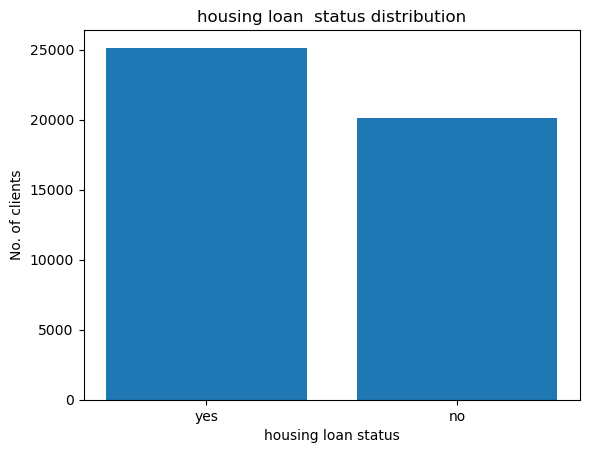 housing loan  status distribution
No. of clients
25000
20000
15000
10000
5000
0
yes
no
housing loan status